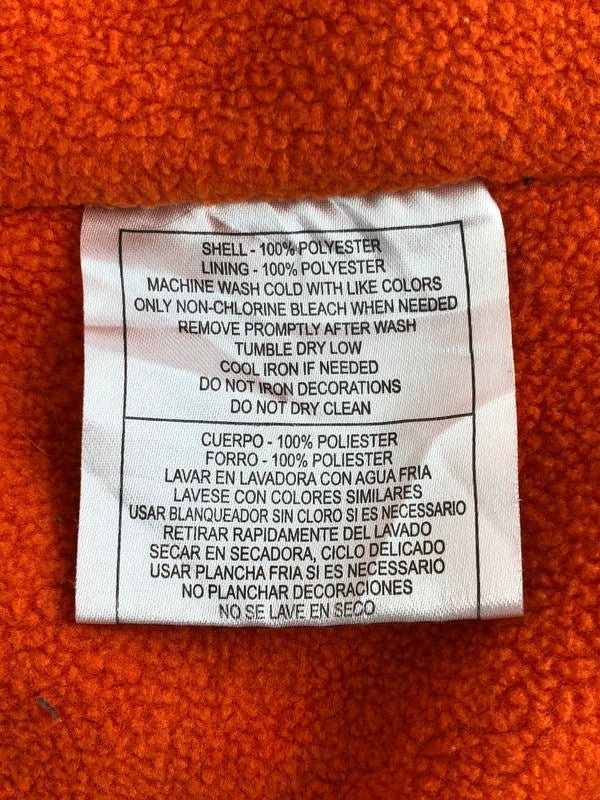 SHELL - 100% POLYESTER
LINING - 100% POLYESTER
MACHINE WASH COLD WITH LIKE COLORS
ONLY NON-CHLORINE BLEACH WHEN NEEDED
REMOVE PROMPTLY AFTER WASH
TUMBLE DRY LOW
COOL IRON IF NEEDED
DO NOT IRON DECORATIONS
DO NOT DRY CLEAN
CUERPO - 100% POLIESTER
FORRO - 100% POLIESTER
LAVAR EN LAVADORA CON AGUA FRIA
LAVESE CON COLORES SIMILARES
USAR BLANQUEADOR SIN CLORO SI ES NECESSARIO
RETIRAR RAPIDAMENTE DEL LAVADO
SECAR EN SECADORA, CICLO DELICADO
USAR PLANCHA FRIA SI ES NECESSARIO
NO PLANCHAR DECORACIONES
NO SE LAVE EN SECO